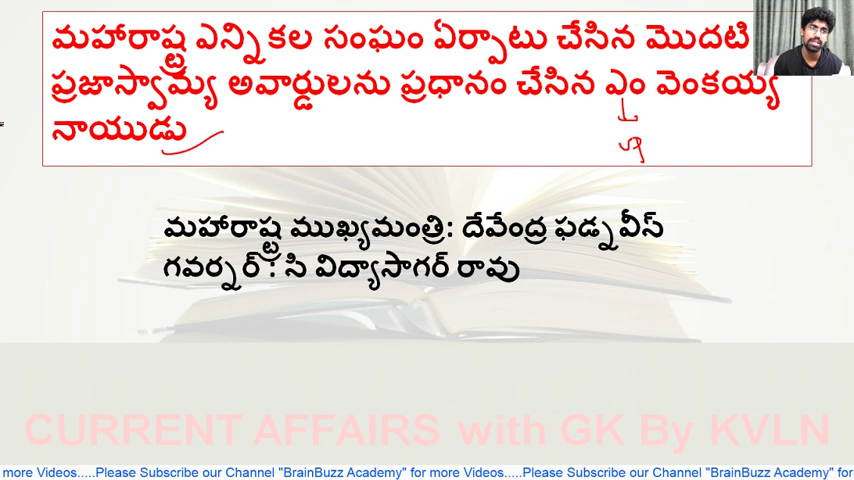 మహారాష్ట్ర ఎన్నికల సంఘం ఏర్పాటు చేసిన మొదటి
ప్రజాస్వామ్య అవార్డులను ప్రధానం చేసిన ఎం వెంకయ్య
నాయుడు
మహారాష్ట్ర ముఖ్యమంత్రి: దేవేంద్ర ఫడ్నవీస్
గవర్నర్ : సి విద్యాసాగర్ రావు
CURRENT AFFAIRS with GK By KVLN
more Videos.....Please Subscribe our Channel "BrainBuzz Academy" for more Videos.....Please Subscribe our Channel "BrainBuzz Academy" for